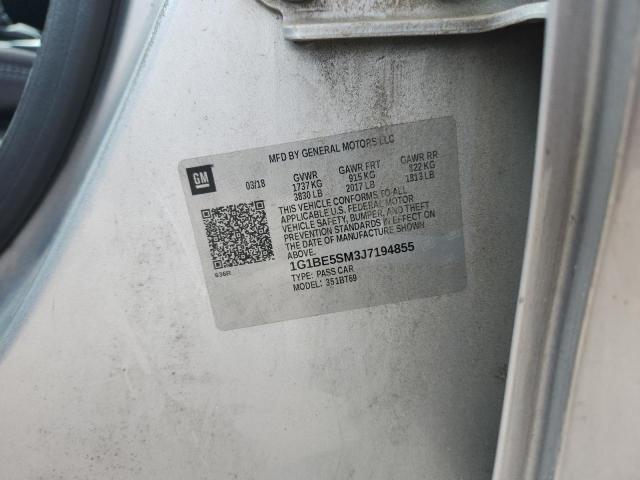 MFD BY GENERAL MOTORS LLC
GM
03/18 GVWR GAWR FRT GAWR RR
1737 KG 915 KG 822 KG
3830 LB 2017 LB 1813 LB
THIS VEHICLE CONFORMS TO ALL
APPLICABLE U.S. FEDERAL MOTOR
VEHICLE SAFETY, BUMPER, AND THEFT
PREVENTION STANDARDS IN EFFECT ON
THE DATE OF MANUFACTURE SHOWN
ABOVE.
636R
1G1BE5SM3J7194855
TYPE: PASS CAR
MODEL: 3S1BT69